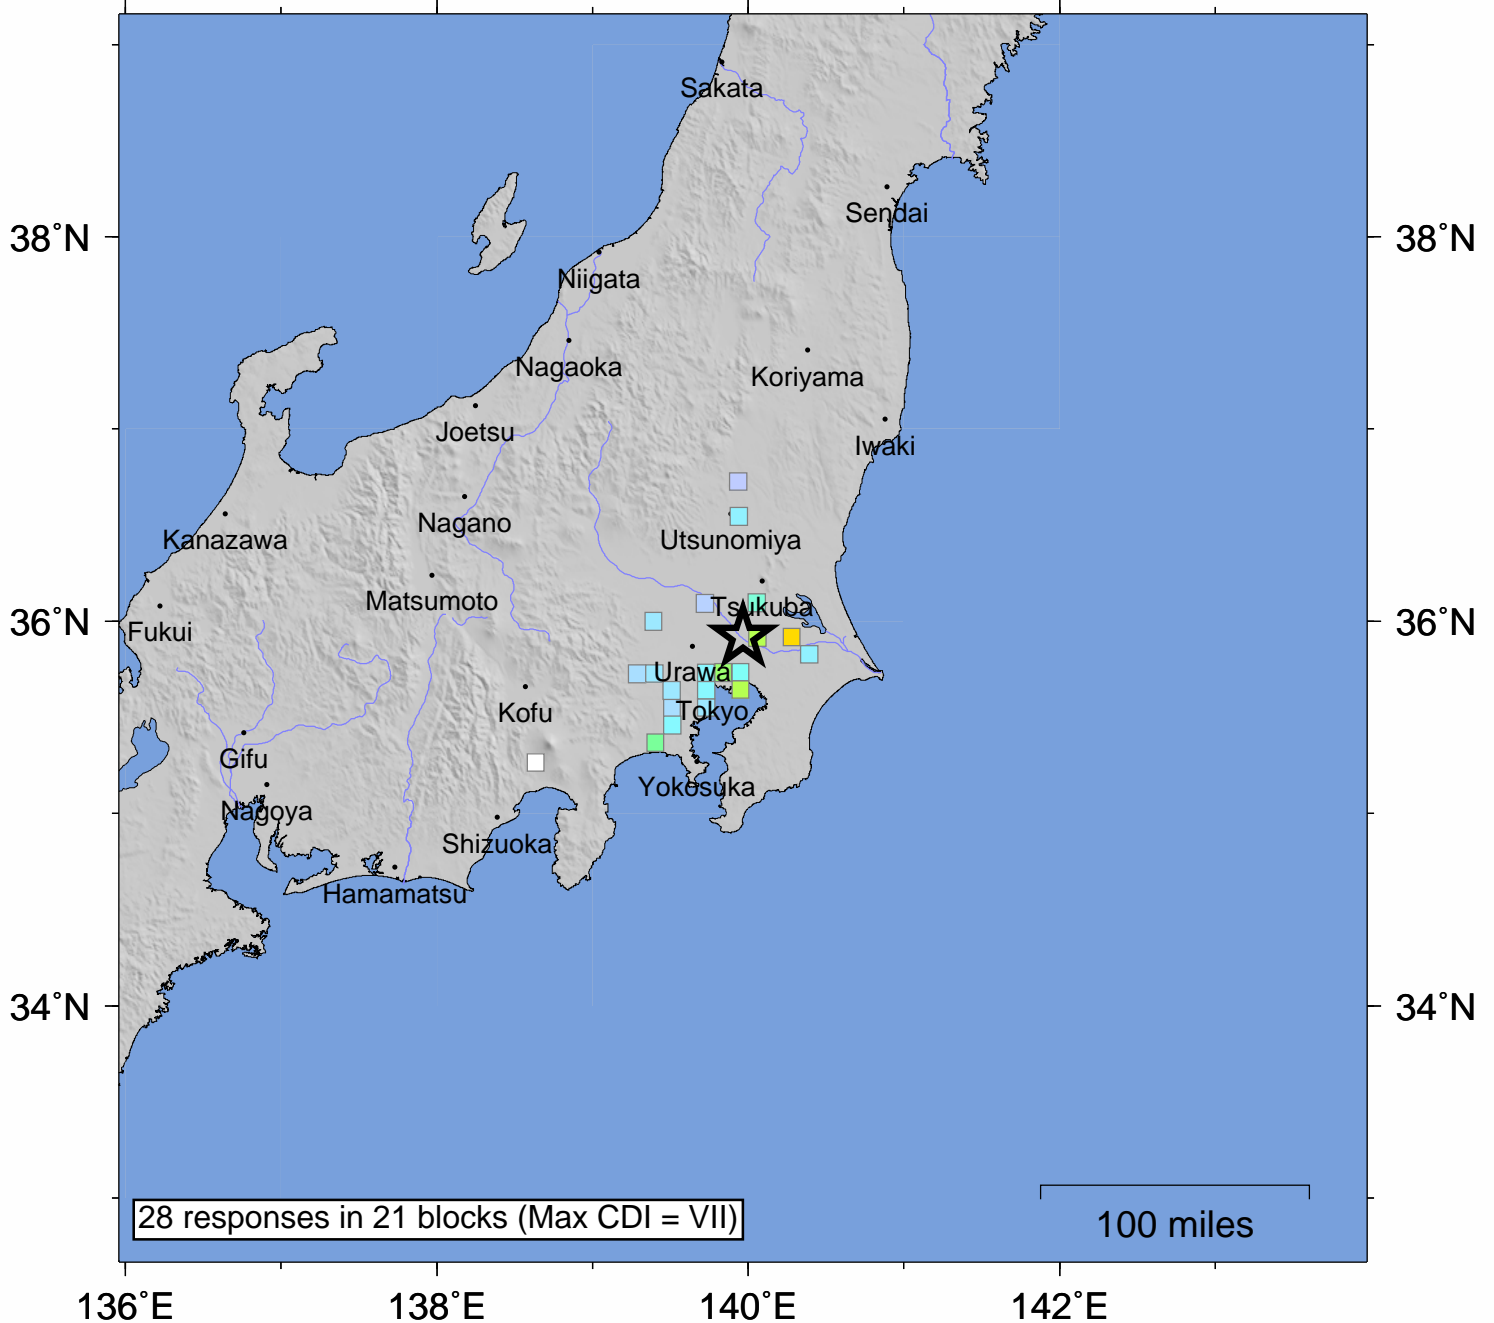 Sakata
Sendai
38°N
38°N
Niigata
Nagaoka
Koriyama
Joetsu
Iwaki
Nagano
Kanazawa
Utsunomiya
Matsumoto
Tsukuba
36°N
36°N
Fukui
Urawa
Kofu
Tokyo
Gifu
Yokosuka
Nagoya
Shizuoka
Hamamatsu
34°N
34°N
28 responses in 21 blocks (Max CDI = VII)
100 miles
136°E
138°E
140°E
142°E